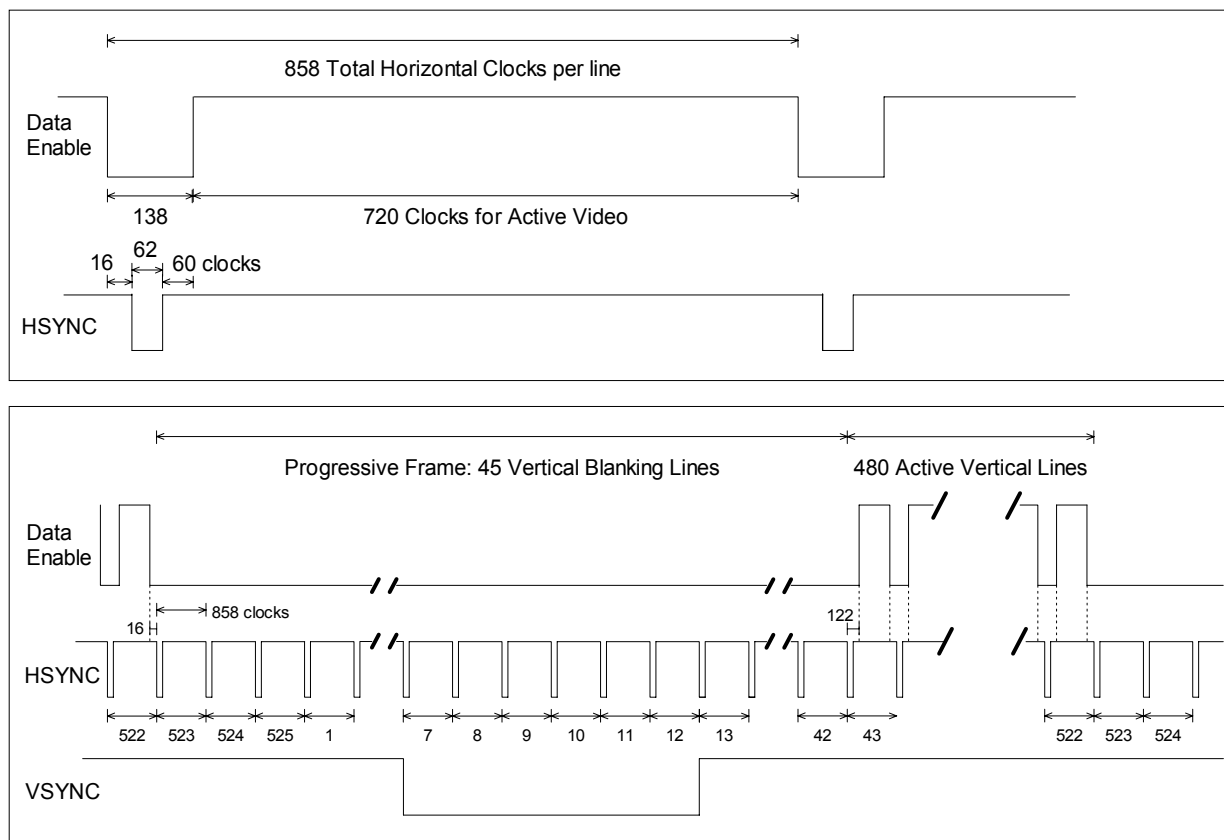 858 Total Horizontal Clocks per line
Data
Enable
138
720 Clocks for Active Video
62
16
60 clocks
HSYNC
Progressive Frame: 45 Vertical Blanking Lines
480 Active Vertical Lines
Data
Enable
858 clocks
16
122
HSYNC
522 523 524 525 1 7 8 9 10 11 12 13 42 43 522 523 524
VSYNC